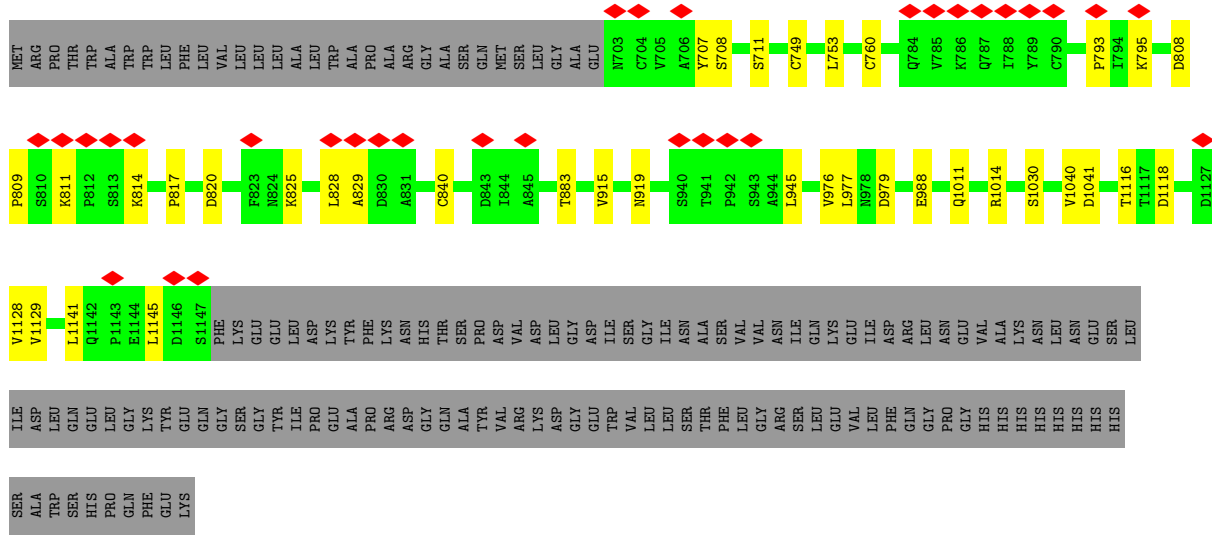 MET ARG PRO THR TRP ALA TRP TRP LEU PHE LEU VAL LEU LEU LEU ALA LEU TRP ALA PRO ALA ARG GLY ALA SER GLN MET SER LEU GLY ALA GLU N703 C704 V705 A706 Y707 S708 S711 C749 L753 C760 Q784 V785 K786 Q787 I788 Y789 C790 P793 I794 K795 D808
P809 S810 K811 P812 S813 K814 P817 D820 F823 N824 K825 L828 A829 D830 A831 C840 D843 I844 A845 T883 V915 N919 S940 T941 P942 S943 A944 L945 V976 L977 N978 D979 E988 Q1011 R1014 S1030 V1040 D1041 T1116 T1117 D1118 D1127
V1128 V1129 L1141 Q1142 P1143 E1144 L1145 D1146 S1147 PHE LYS GLU GLU LEU ASP LYS TYR PHE LYS ASN HIS THR SER PRO ASP VAL ASP LEU GLY ASP ILE SER GLY ILE ASN ALA SER VAL VAL ASN ILE GLN LYS GLU ILE ASP ARG LEU ASN GLU VAL ALA LYS ASN LEU ASN GLU SER LEU
ILE ASP LEU GLN GLU LEU GLY LYS TYR GLU GLN GLY SER GLY TYR ILE PRO GLU ALA PRO ARG ASP GLY GLN ALA TYR VAL ARG LYS ASP GLY GLU TRP VAL LEU LEU SER THR PHE LEU GLY ARG SER LEU GLU VAL LEU PHE GLN GLY PRO GLY HIS HIS HIS HIS HIS HIS HIS HIS
SER ALA TRP SER HIS PRO GLN PHE GLU LYS